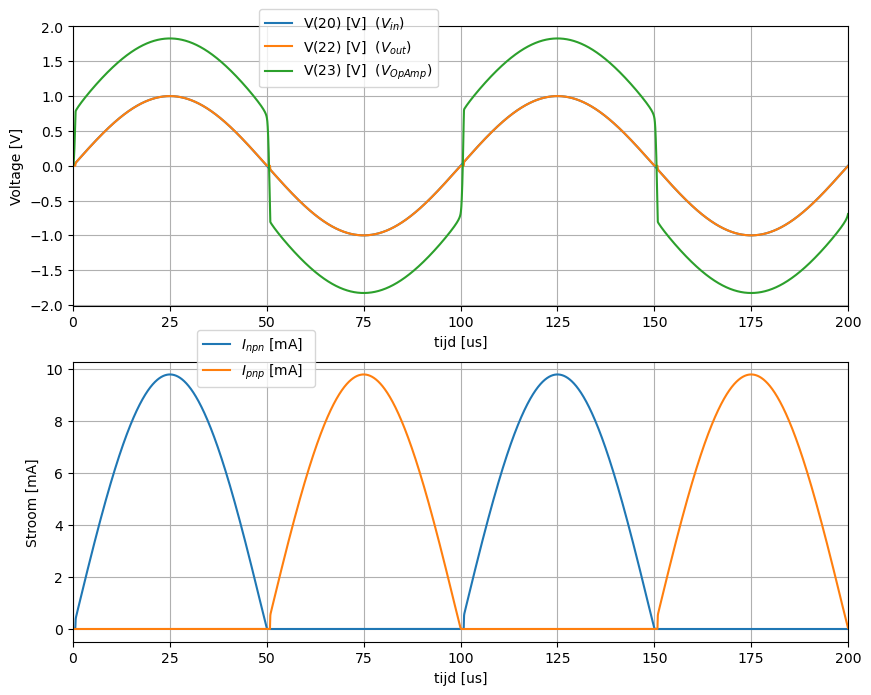 V(20) [V] (V_in)
V(22) [V] (V_out)
V(23) [V] (V_OpAmp)
Voltage [V]
2.0
1.5
1.0
0.5
0.0
−0.5
−1.0
−1.5
−2.0
0 25 50 75 100 125 150 175 200
tijd [us]
I_npn [mA]
I_pnp [mA]
Stroom [mA]
10
8
6
4
2
0
0 25 50 75 100 125 150 175 200
tijd [us]